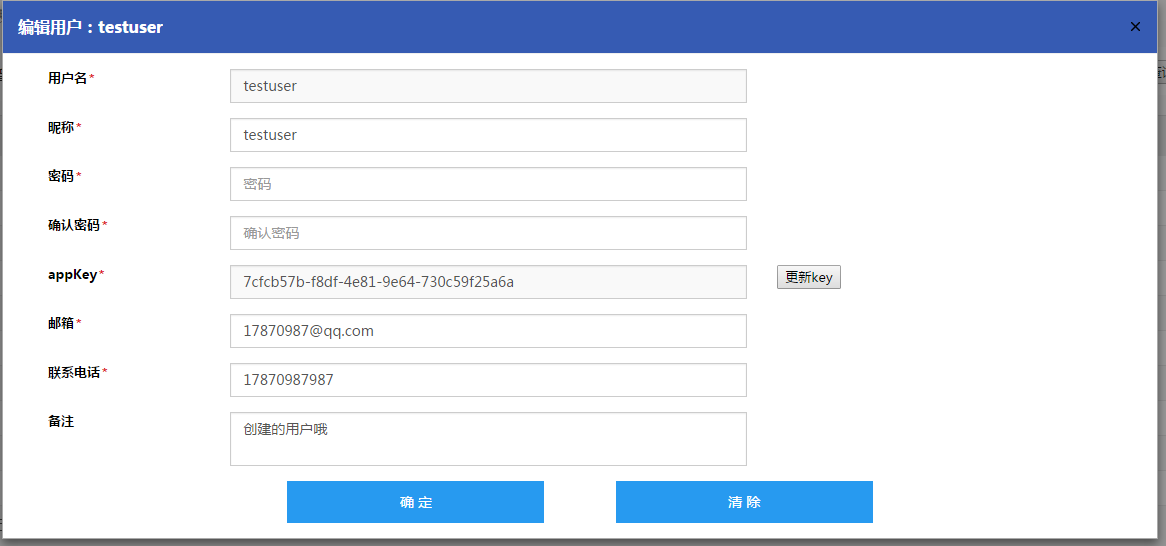 编辑用户：testuser ×
用户名* testuser
昵称* testuser
密码* 密码
确认密码* 确认密码
appKey* 7cfcb57b-f8df-4e81-9e64-730c59f25a6a 更新key
邮箱* 17870987@qq.com
联系电话* 17870987987
备注 创建的用户哦
确 定 清 除